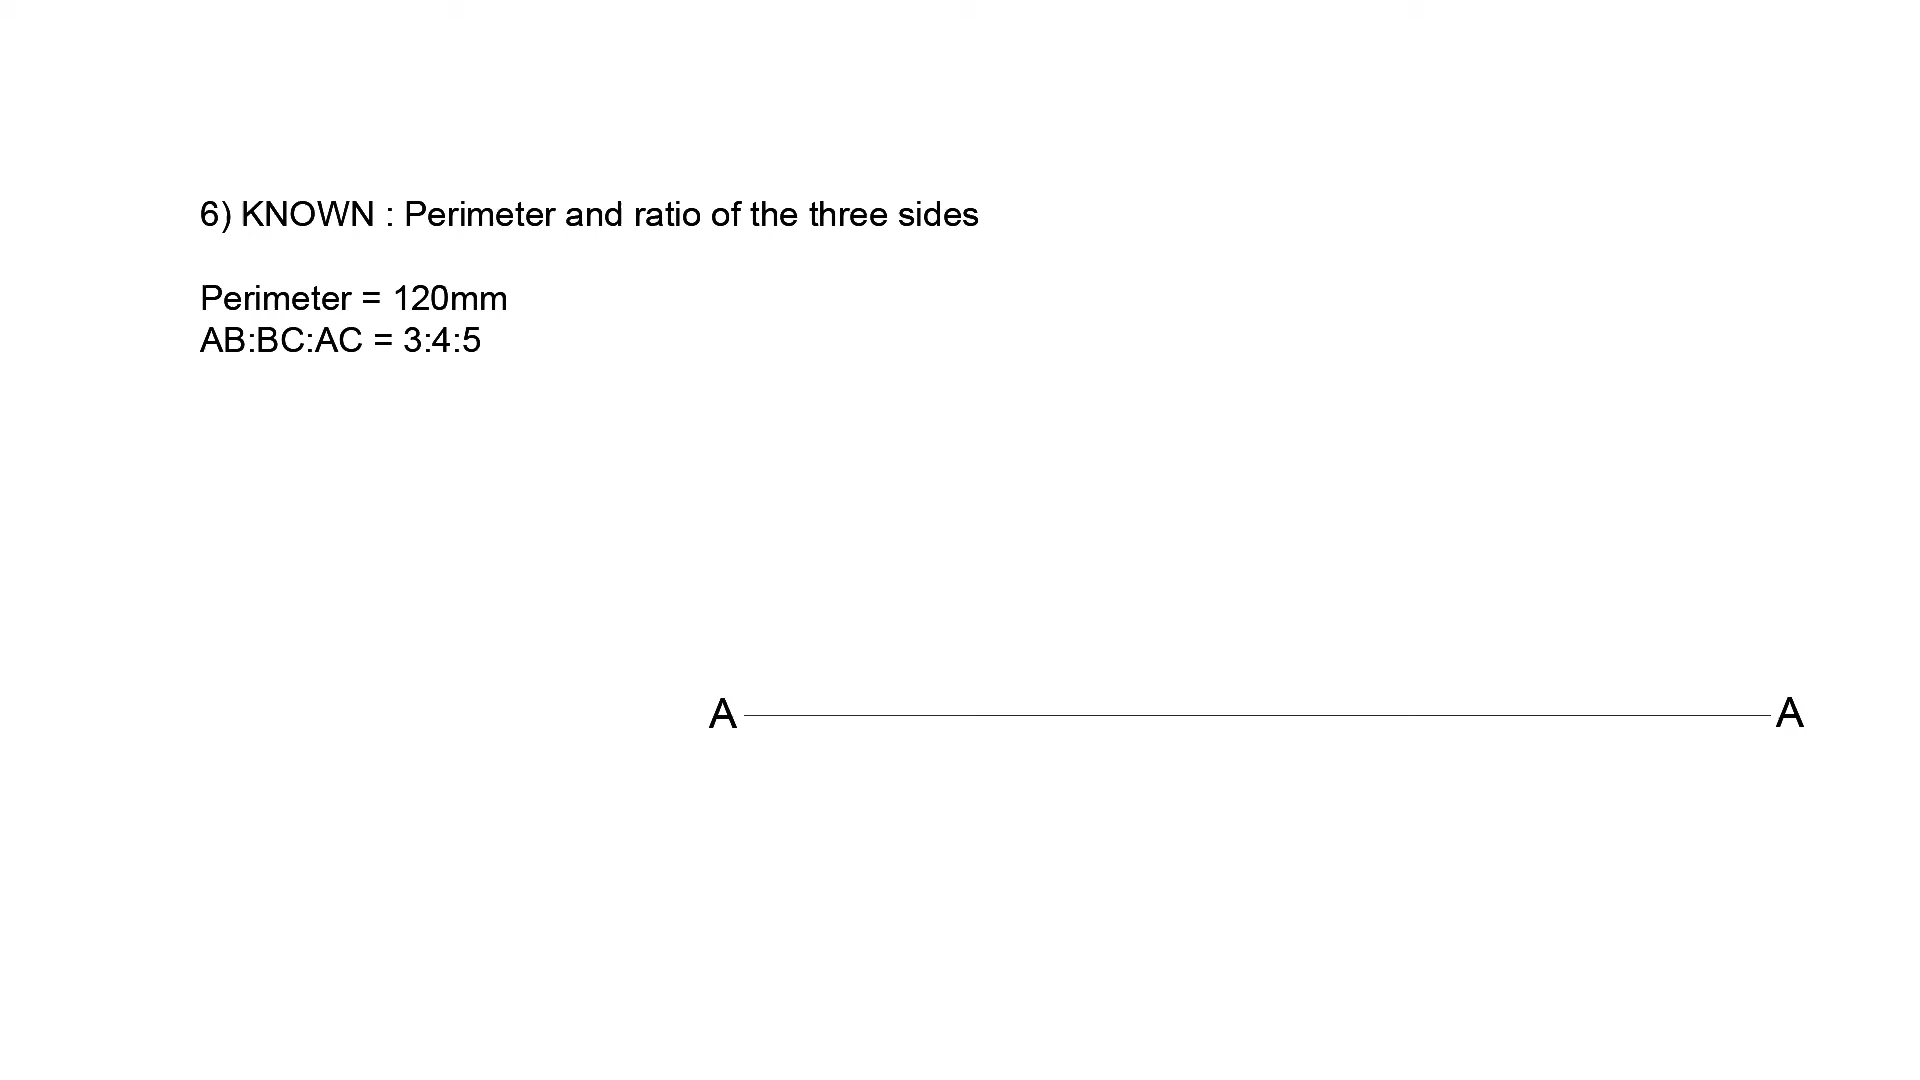 6) KNOWN : Perimeter and ratio of the three sides
Perimeter = 120mm
AB:BC:AC = 3:4:5
A A